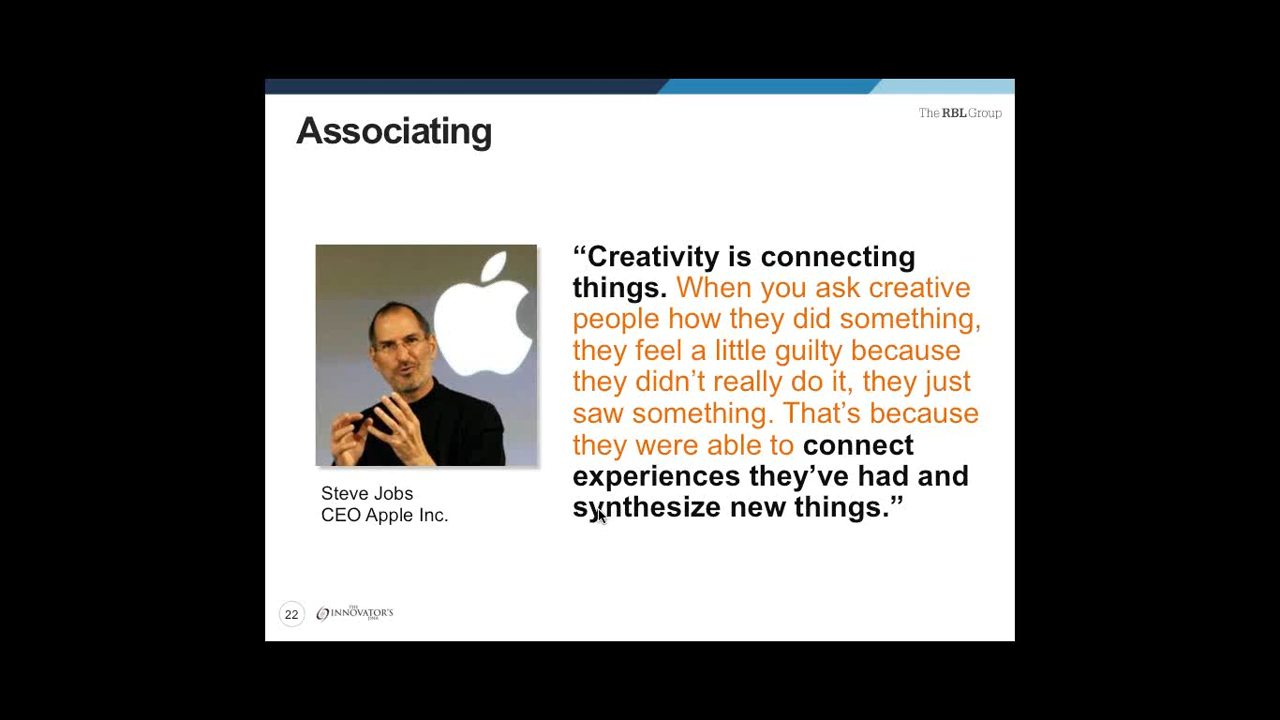 The RBL Group
Associating
“Creativity is connecting
things. When you ask creative
people how they did something,
they feel a little guilty because
they didn’t really do it, they just
saw something. That’s because
they were able to connect
experiences they’ve had and
synthesize new things.”
Steve Jobs
CEO Apple Inc.
22
THE
INNOVATOR'S
DNA